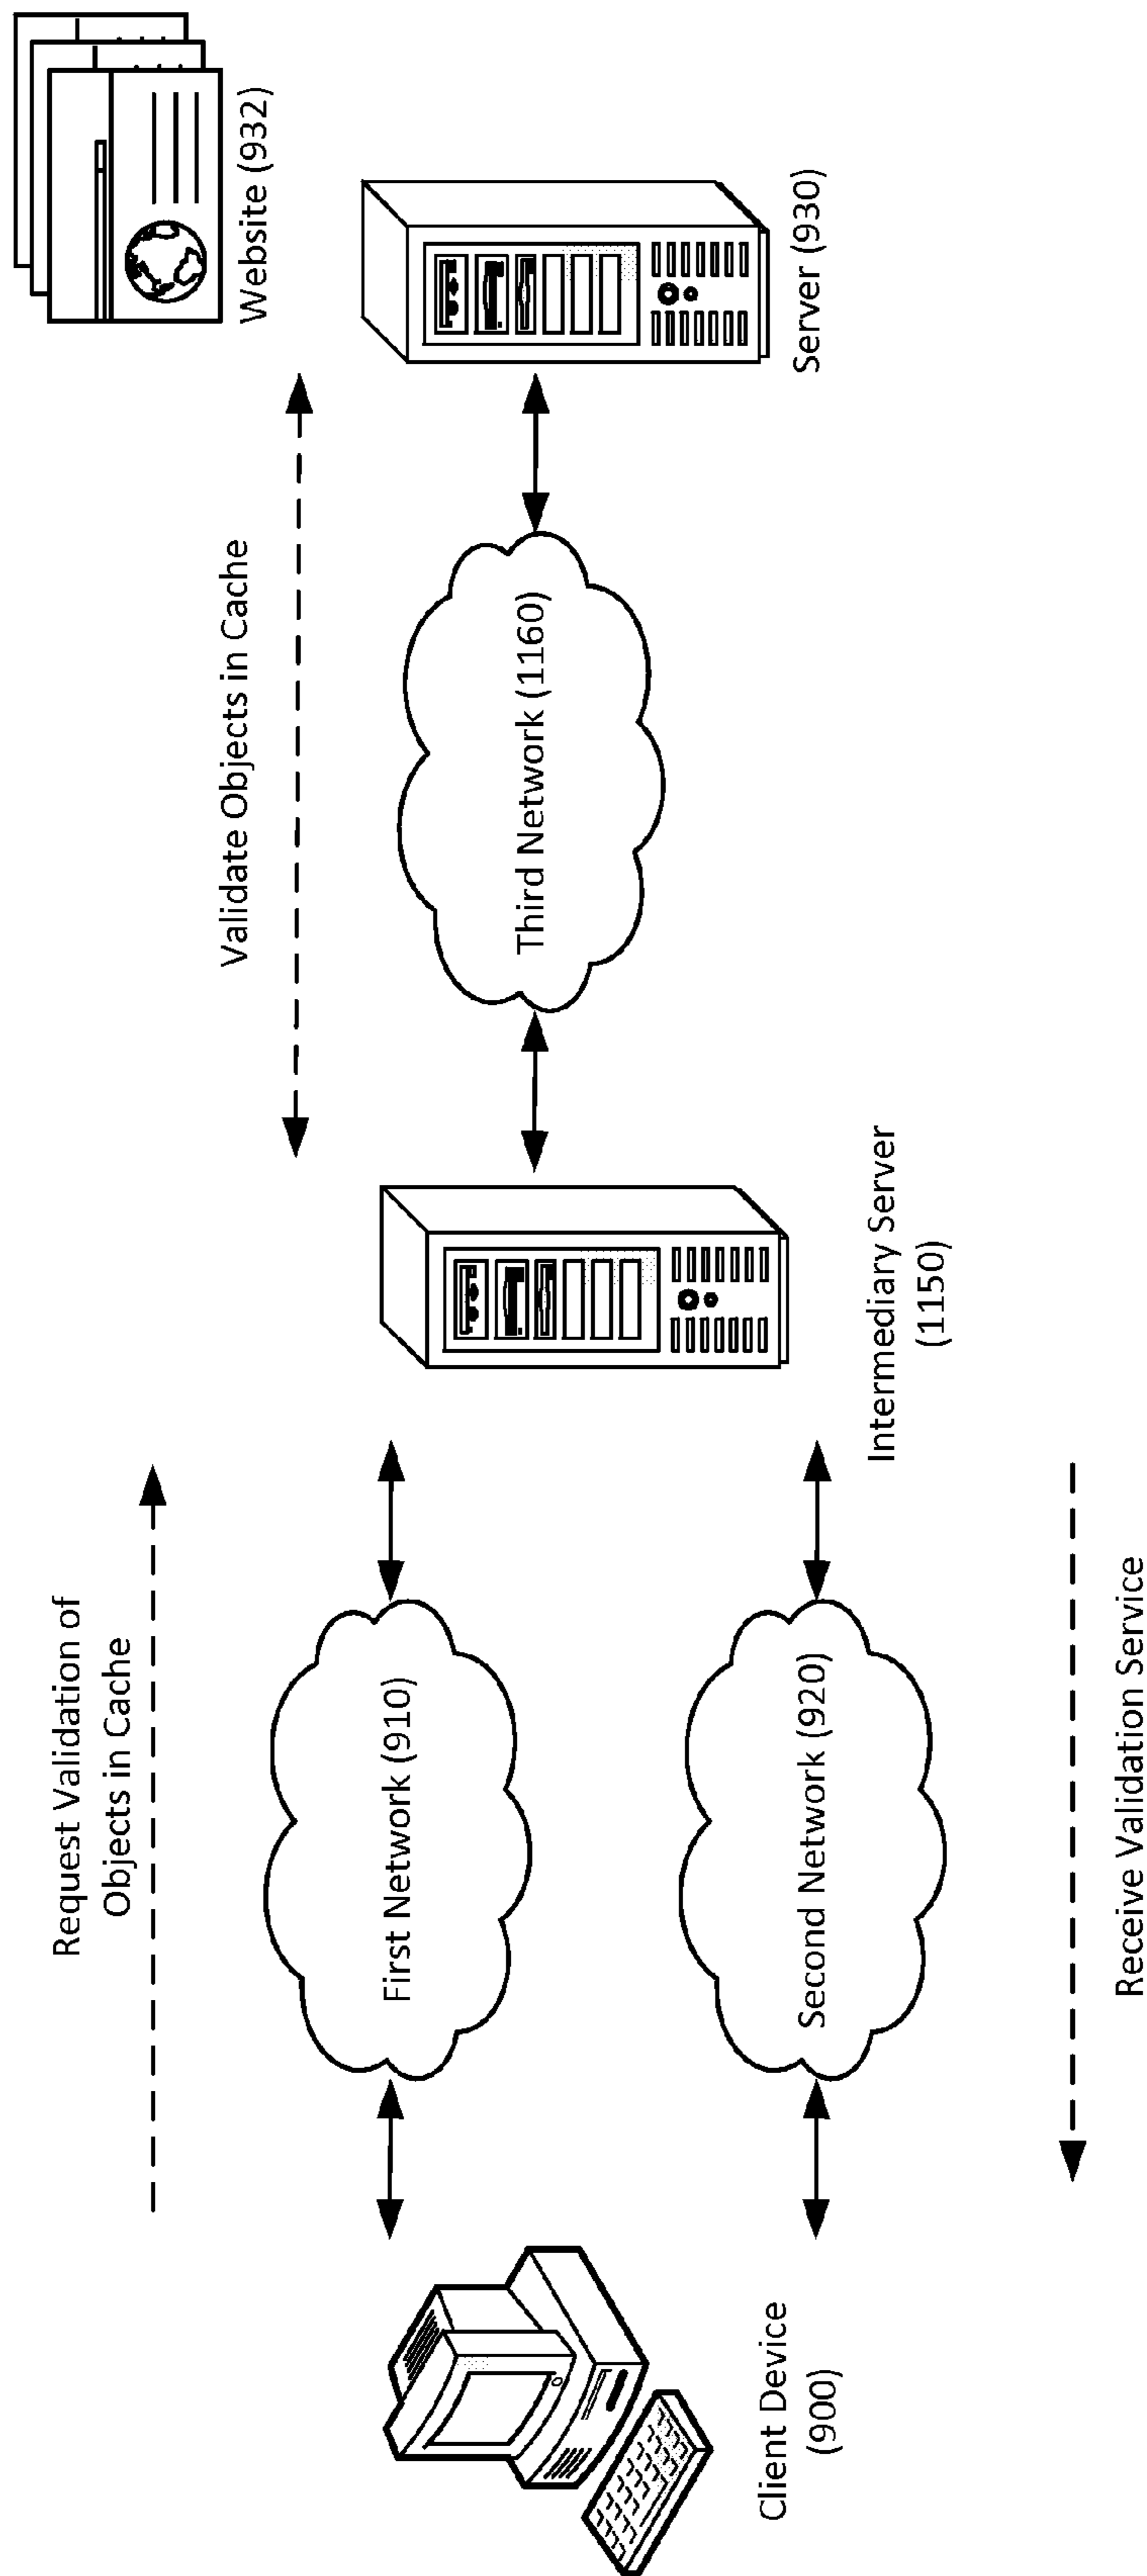 Website (932)
Validate Objects in Cache
Server (930)
Third Network (1160)
Request Validation of
Objects in Cache
Intermediary Server
(1150)
First Network (910)
Second Network (920)
Receive Validation Service
Client Device
(900)